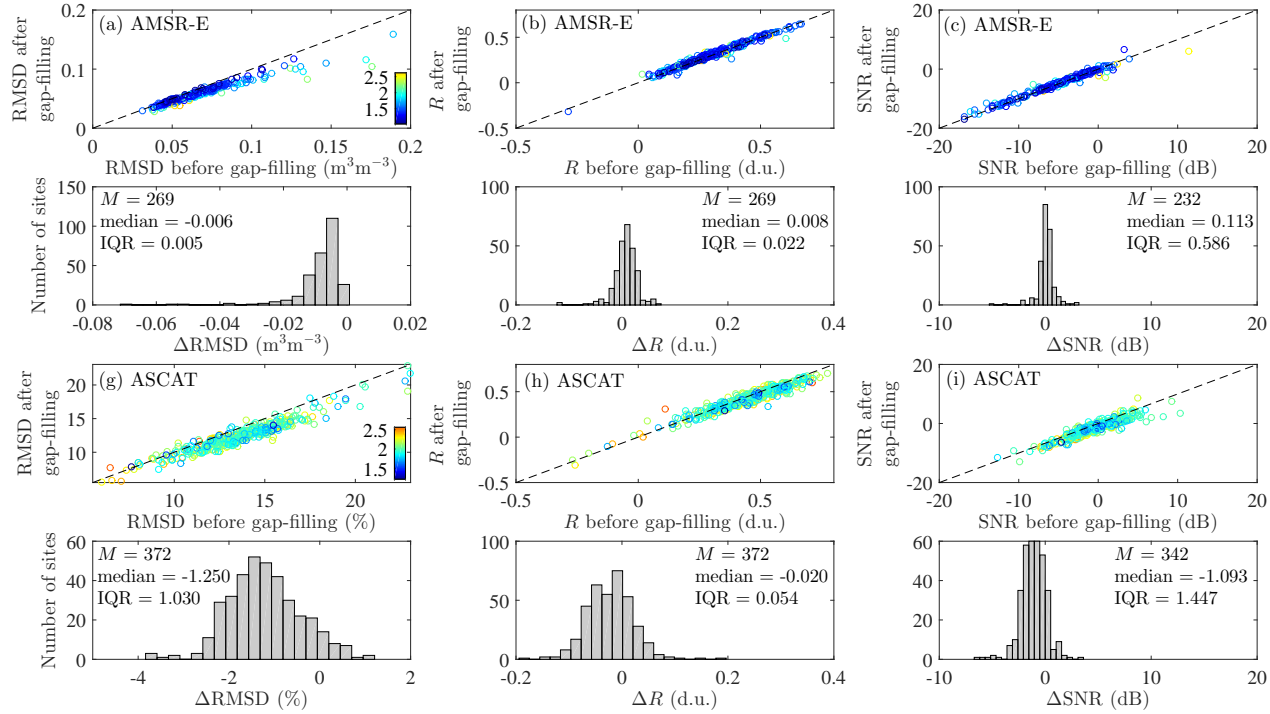 (a) AMSR-E
RMSD after
gap-filling
0.2
0.1
0
0
0.05
0.1
0.15
0.2
2.5
2
1.5
RMSD before gap-filling (m³m⁻³)
(b) AMSR-E
R after
gap-filling
0.5
0
-0.5
-0.5
0
0.5
R before gap-filling (d.u.)
(c) AMSR-E
SNR after
gap-filling
20
0
-20
-20
-10
0
10
20
SNR before gap-filling (dB)
Number of sites
150
100
50
0
M = 269
median = -0.006
IQR = 0.005
-0.08
-0.06
-0.04
-0.02
0
0.02
ΔRMSD (m³m⁻³)
100
50
0
M = 269
median = 0.008
IQR = 0.022
-0.2
0
0.2
0.4
ΔR (d.u.)
100
50
0
M = 232
median = 0.113
IQR = 0.586
-10
0
10
20
ΔSNR (dB)
(g) ASCAT
RMSD after
gap-filling
20
15
10
10
15
20
2.5
2
1.5
RMSD before gap-filling (%)
(h) ASCAT
R after
gap-filling
0.5
0
-0.5
-0.5
0
0.5
R before gap-filling (d.u.)
(i) ASCAT
SNR after
gap-filling
20
0
-20
-20
-10
0
10
20
SNR before gap-filling (dB)
Number of sites
60
40
20
0
M = 372
median = -1.250
IQR = 1.030
-4
-2
0
2
ΔRMSD (%)
100
50
0
M = 372
median = -0.020
IQR = 0.054
-0.2
0
0.2
0.4
ΔR (d.u.)
60
40
20
0
M = 342
median = -1.093
IQR = 1.447
-10
0
10
20
ΔSNR (dB)